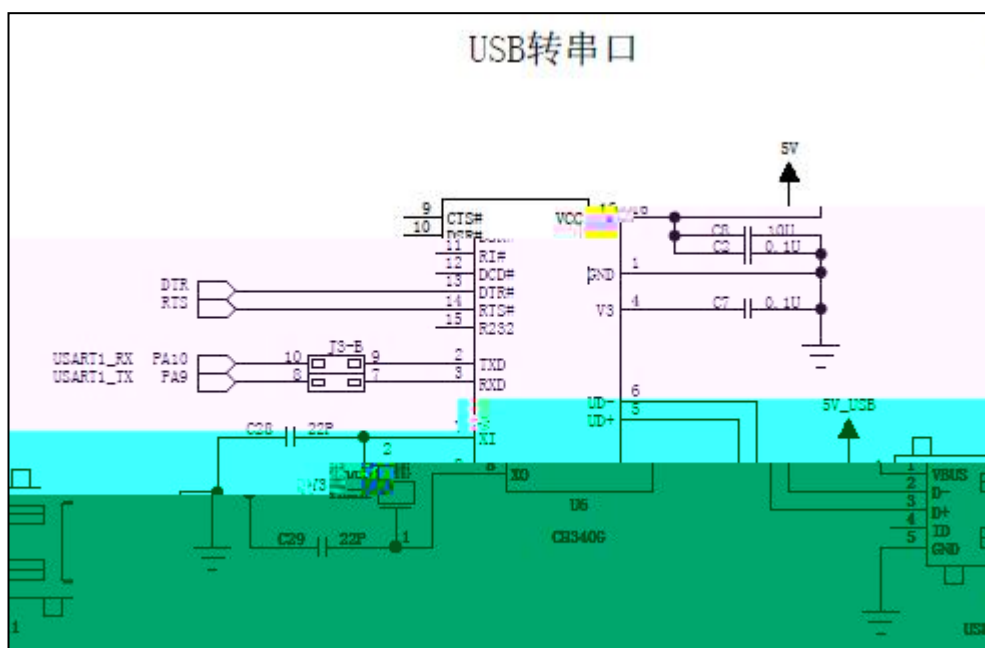 USB转串口
5V
9 CTS# VCC
10 DSR#
C8 10U
11 RI# C2 0.1U
12 DCD# GND 1
DTR 13 DTR#
RTS 14 RTS# V3 4 C7 0.1U
15 R232
J3-B
USART1_RX PA10 10 9 2 TXD
USART1_TX PA9 8 7 3 RXD
UD- 6
UD+ 5 5V_USB
C28 22P XI
2
8 XO 1 VBUS
2 D-
U6 3 D+
4 ID
C29 22P 1 CH340G 5 GND